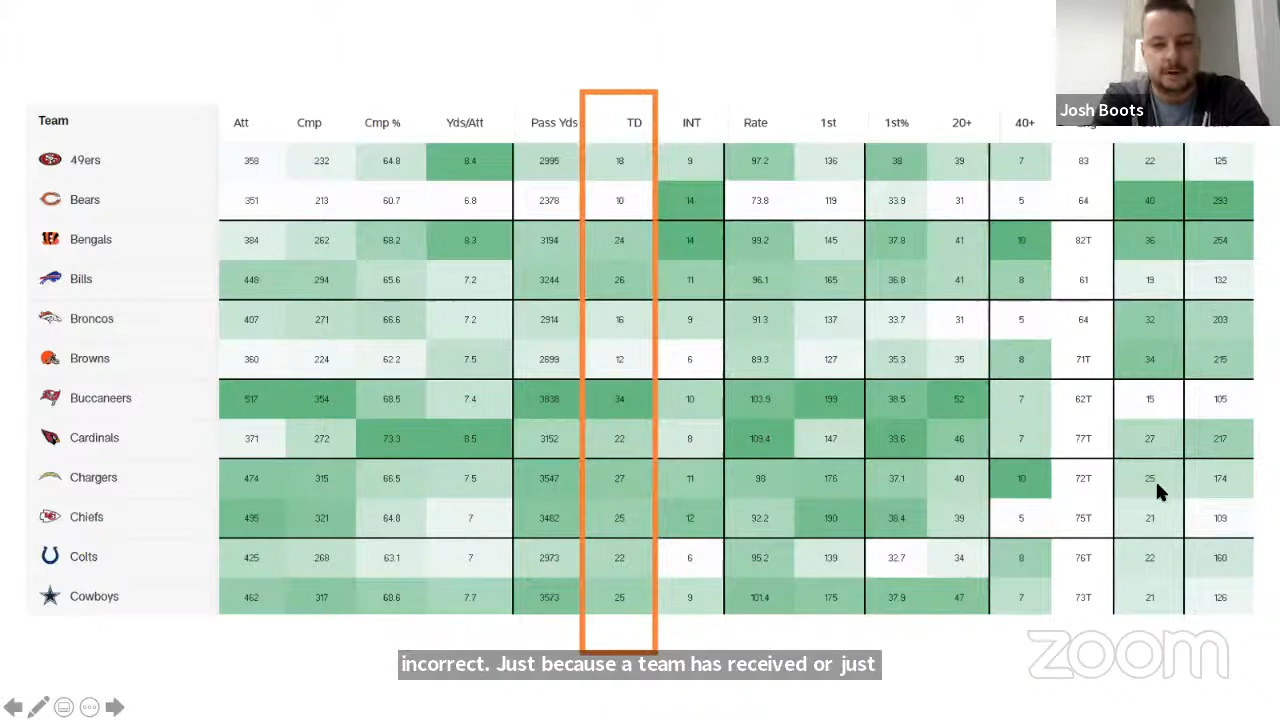 Josh Boots
Team Att Cmp Cmp % Yds/Att Pass Yds TD INT Rate 1st 1st% 20+ 40+
49ers 358 232 64.8 8.4 2995 18 9 97.2 136 38 39 7 83 22 125
Bears 351 213 60.7 6.8 2378 10 14 73.8 119 33.9 31 5 64 40 293
Bengals 384 262 68.2 8.3 3194 24 14 99.2 145 37.8 41 10 82T 36 254
Bills 448 294 65.6 7.2 3244 26 11 96.1 165 36.8 41 8 61 19 132
Broncos 407 271 66.6 7.2 2914 16 9 91.3 137 33.7 31 5 64 32 203
Browns 360 224 62.2 7.5 2699 12 6 89.3 127 35.3 35 8 71T 34 215
Buccaneers 517 354 68.5 7.4 3838 34 10 103.9 199 38.5 52 7 62T 15 105
Cardinals 371 272 73.3 8.5 3152 22 8 109.4 147 39.6 46 7 77T 27 217
Chargers 474 315 66.5 7.5 3547 27 11 98 176 37.1 40 10 72T 25 174
Chiefs 495 321 64.8 7 3482 25 12 92.2 190 38.4 39 5 75T 21 109
Colts 425 268 63.1 7 2973 22 6 95.2 139 32.7 34 8 76T 22 160
Cowboys 462 317 68.6 7.7 3573 25 9 101.4 175 37.9 47 7 73T 21 126
incorrect. Just because a team has received or just
zoom